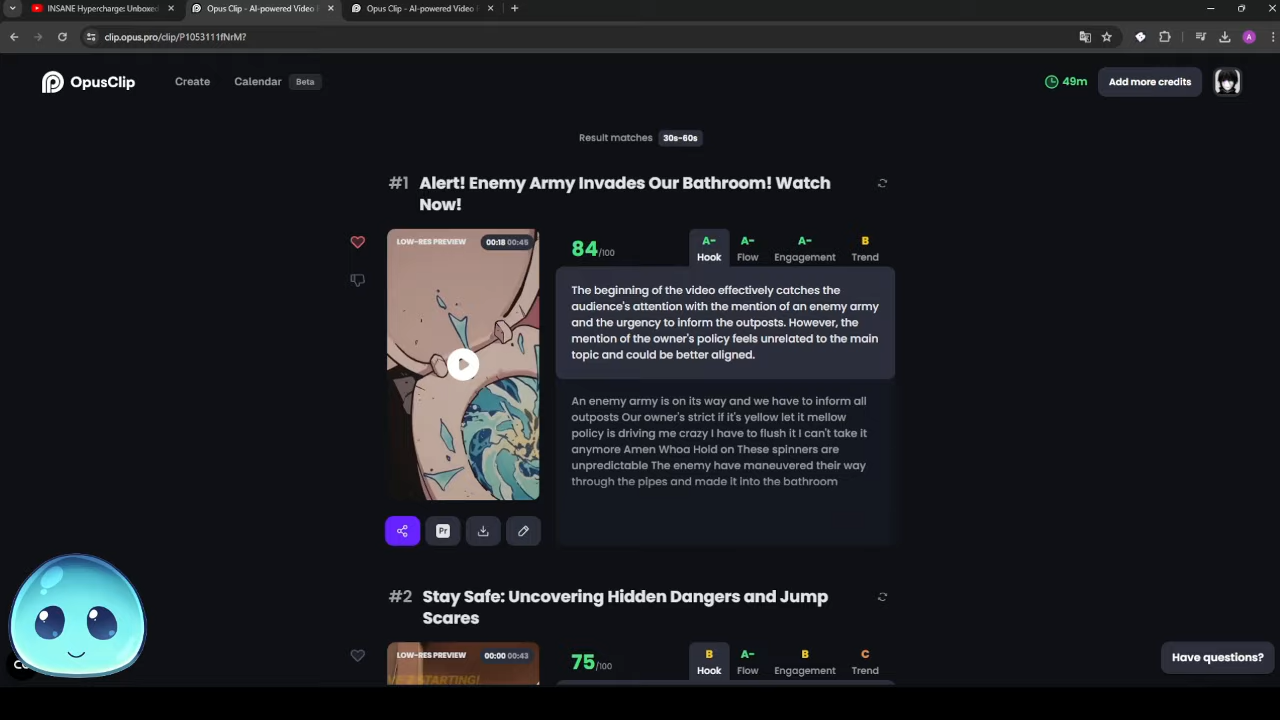 INSANE Hypercharge: Unboxed
Opus Clip - AI-powered Video E
Opus Clip - AI-powered Video E
clip.opus.pro/clip/P1053111fNrM?
A
OpusClip
Create
Calendar
Beta
49m
Add more credits
Result matches
30s-60s
#1
Alert! Enemy Army Invades Our Bathroom! Watch
Now!
LOW-RES PREVIEW
00:18 00:45
84/100
A-
Hook
A-
Flow
A-
Engagement
B
Trend
The beginning of the video effectively catches the
audience's attention with the mention of an enemy army
and the urgency to inform the outposts. However, the
mention of the owner's policy feels unrelated to the main
topic and could be better aligned.
An enemy army is on its way and we have to inform all
outposts Our owner's strict if it's yellow let it mellow
policy is driving me crazy I have to flush it I can't take it
anymore Amen Whoa Hold on These spinners are
unpredictable The enemy have maneuvered their way
through the pipes and made it into the bathroom
Pr
#2
Stay Safe: Uncovering Hidden Dangers and Jump
Scares
LOW-RES PREVIEW
00:00 00:43
STARTING!
75/100
B
Hook
A-
Flow
B
Engagement
C
Trend
Have questions?